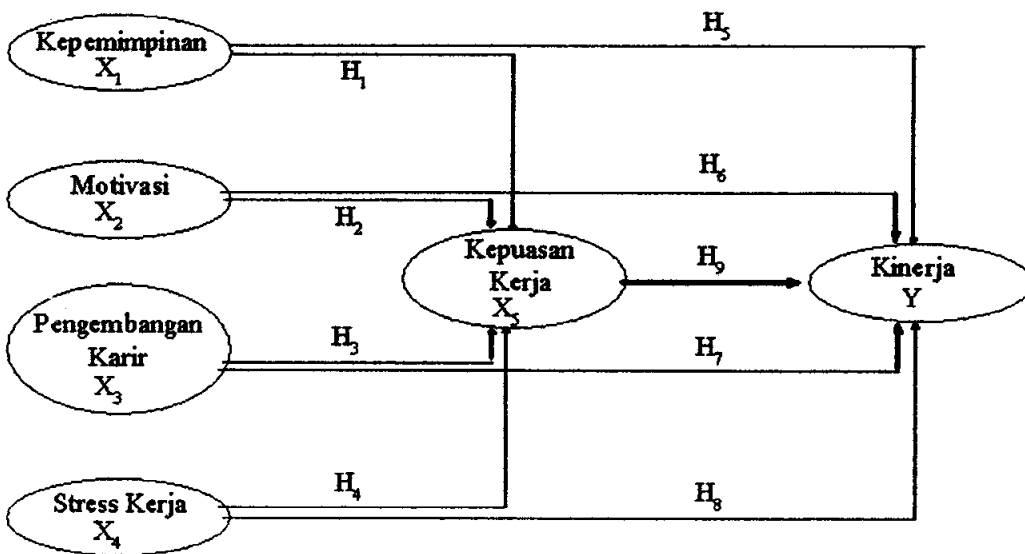 Kepemimpinan
X₁
H₅
H₁
Motivasi
X₂
H₆
H₂
Kepuasan
Kerja
X₅
H₉
Kinerja
Y
Pengembangan
Karir
X₃
H₃
H₇
Stress Kerja
X₄
H₄
H₈